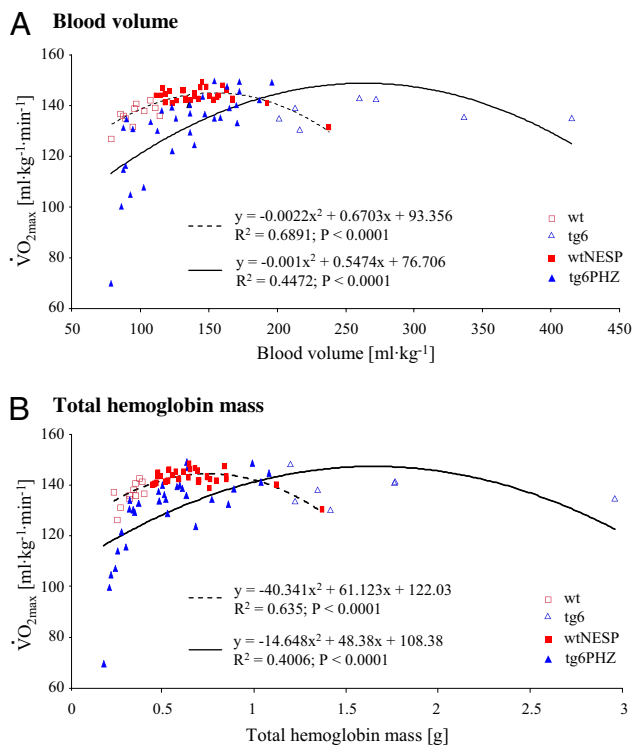 A Blood volume
160
140
120
100
80
60
V̇O2max [ml·kg-1·min-1]
y = -0.0022x² + 0.6703x + 93.356
R² = 0.6891; P < 0.0001
y = -0.001x² + 0.5474x + 76.706
R² = 0.4472; P < 0.0001
wt
tg6
wtNESP
tg6PHZ
50 100 150 200 250 300 350 400 450
Blood volume [ml·kg-1]
B Total hemoglobin mass
160
140
120
100
80
60
V̇O2max [ml·kg-1·min-1]
y = -40.341x² + 61.123x + 122.03
R² = 0.635; P < 0.0001
y = -14.648x² + 48.38x + 108.38
R² = 0.4006; P < 0.0001
wt
tg6
wtNESP
tg6PHZ
0 0.5 1 1.5 2 2.5 3
Total hemoglobin mass [g]